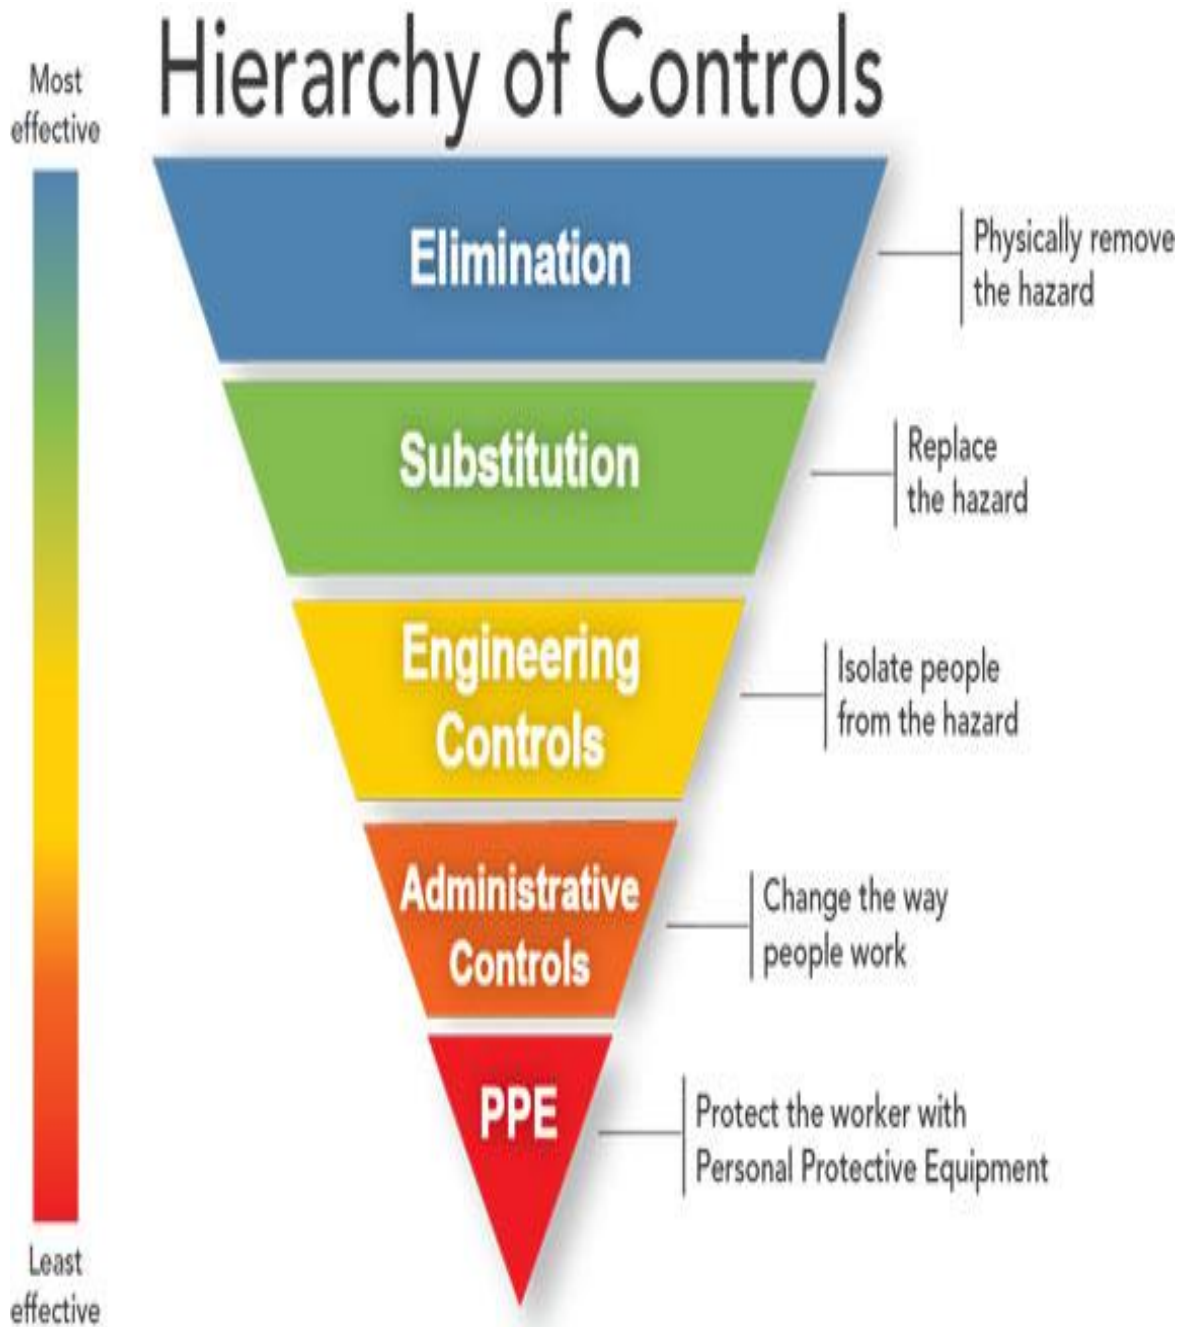 Hierarchy of Controls
Most
effective
Elimination
Physically remove
the hazard
Substitution
Replace
the hazard
Engineering
Controls
Isolate people
from the hazard
Administrative
Controls
Change the way
people work
PPE
Protect the worker with
Personal Protective Equipment
Least
effective